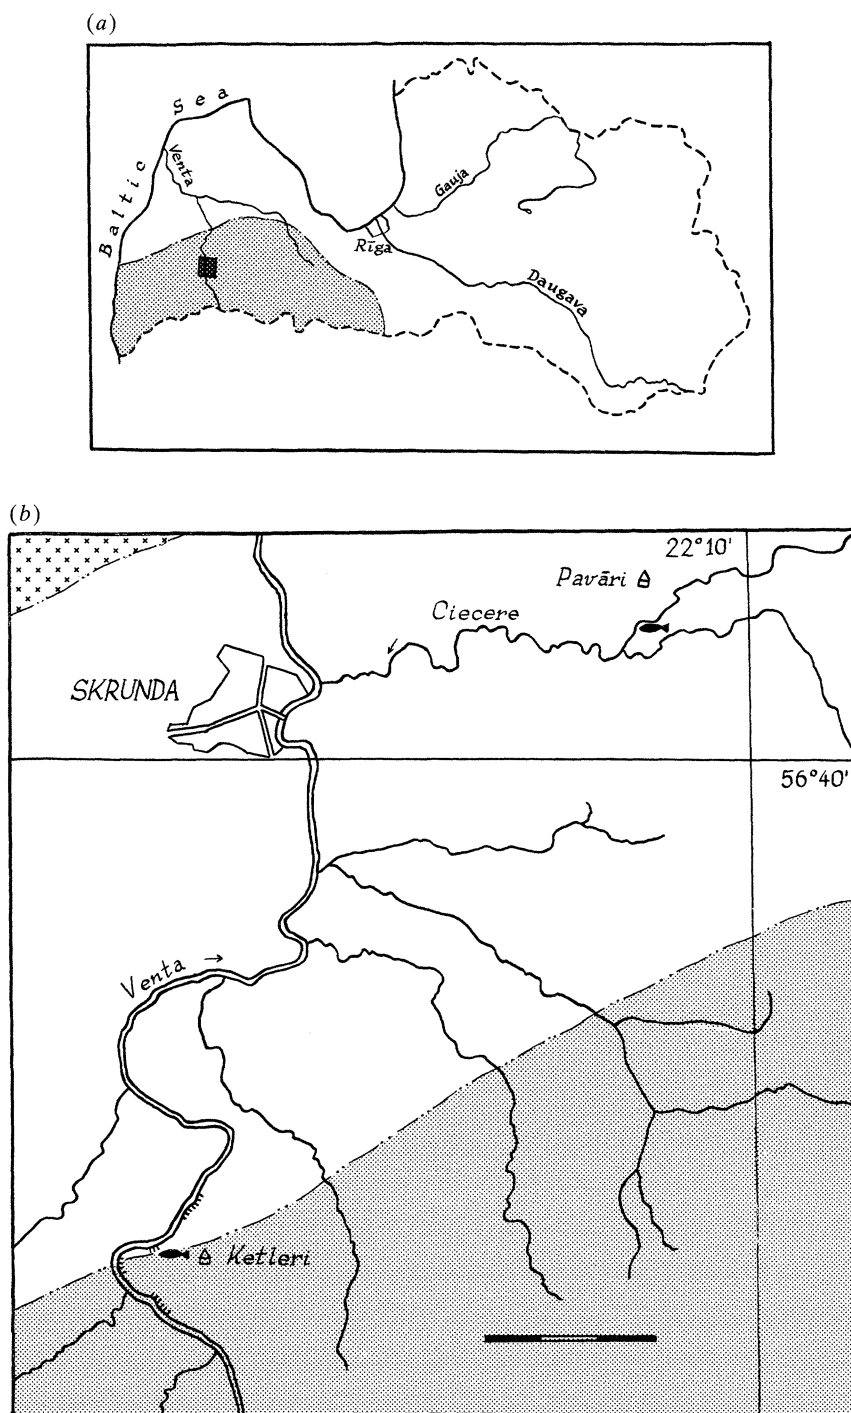 (a)
Baltic Sea
Venta
Gauja
Rīga
Daugava
(b)
22°10'
Pavāri
Ciecere
SKRUNDA
56°40'
Venta
Ketleri